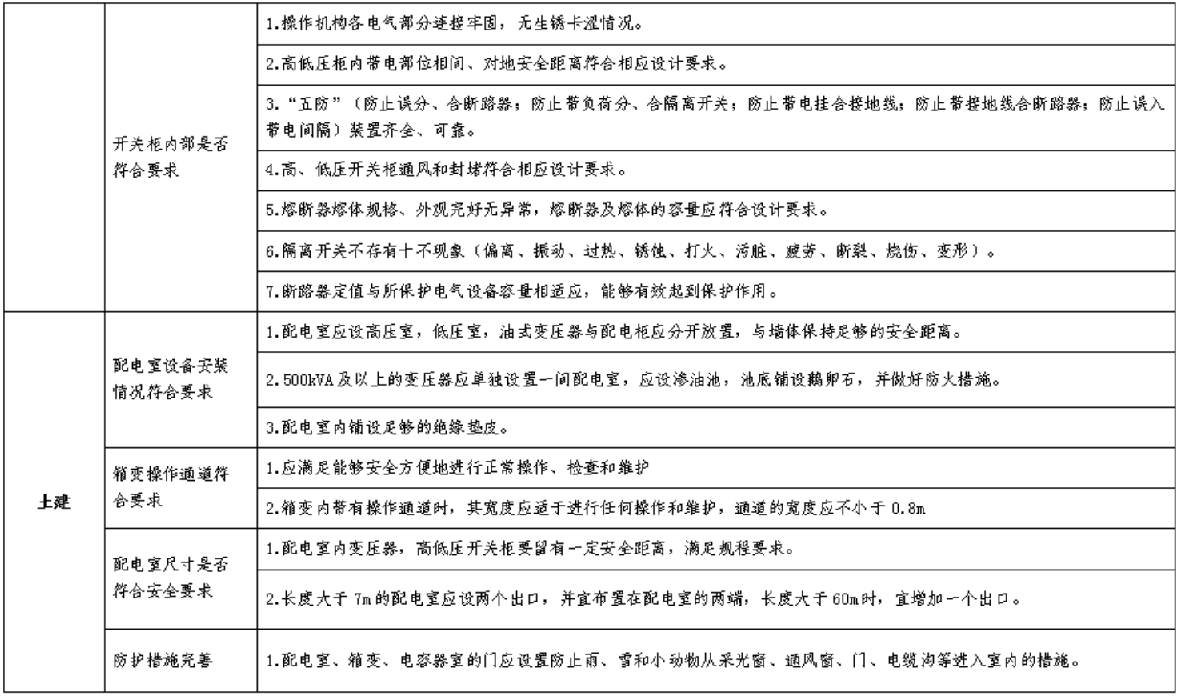 1.操作机构各电气部分连接牢固，无生锈卡涩情况。
2.高低压柜内带电部位相间、对地安全距离符合相应设计要求。
3.“五防”（防止误分、合断路器；防止带负荷分、合隔离开关；防止带电挂合接地线；防止带接地线合断路器；防止误入
带电间隔）装置齐全、可靠。
开关柜内部是否
符合要求
4.高、低压开关柜通风和封堵符合相应设计要求。
5.熔断器熔体规格、外观完好无异常，熔断器及熔体的容量应符合设计要求。
6.隔离开关不存有十不现象（偏离、振动、过热、锈蚀、打火、污脏、疲劳、断裂、烧伤、变形）。
7.断路器定值与所保护电气设备容量相适应，能够有效起到保护作用。
土建
配电室设备安装
情况符合要求
1.配电室应设高压室，低压室，油式变压器与配电柜应分开放置，与墙体保持足够的安全距离。
2.500kVA及以上的变压器应单独设置一间配电室，应设渗油池，池底铺设鹅卵石，并做好防火措施。
3.配电室内铺设足够的绝缘垫皮。
箱变操作通道符
合要求
1.应满足能够安全方便地进行正常操作、检查和维护
2.箱变内带有操作通道时，其宽度应适于进行任何操作和维护，通道的宽度应不小于0.8m
配电室尺寸是否
符合安全要求
1.配电室内变压器，高低压开关柜要留有一定安全距离，满足规程要求。
2.长度大于7m的配电室应设两个出口，并宜布置在配电室的两端，长度大于60m时，宜增加一个出口。
防护措施完善
1.配电室、箱变、电容器室的门应设置防止雨、雪和小动物从采光窗、通风窗、门、电缆沟等进入室内的措施。